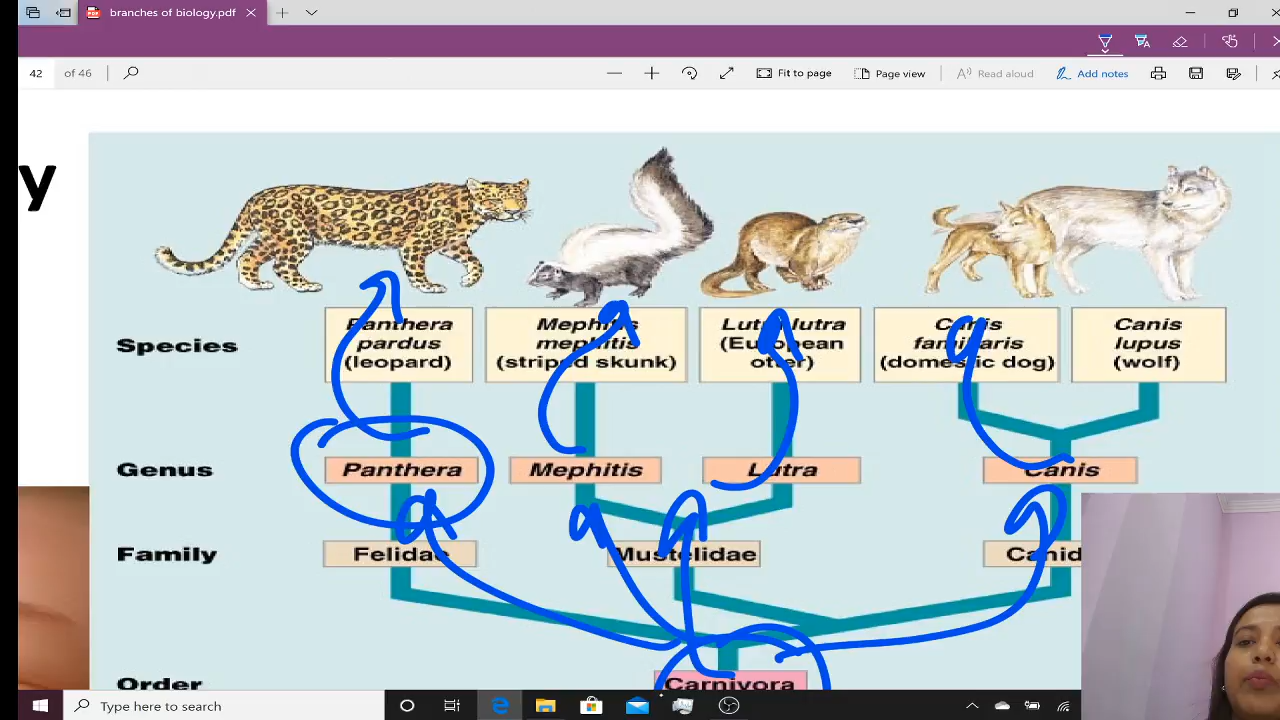 branches of biology.pdf
42 of 46
Fit to page
Page view
Read aloud
Add notes
y
Species
Panthera
pardus
(leopard)
Mephitis
mephitis
(striped skunk)
Lutra lutra
(European
otter)
Canis
familiaris
(domestic dog)
Canis
lupus
(wolf)
Genus
Panthera
Mephitis
Lutra
Canis
Family
Felidae
Mustelidae
Canid
Order
Carnivora
Type here to search